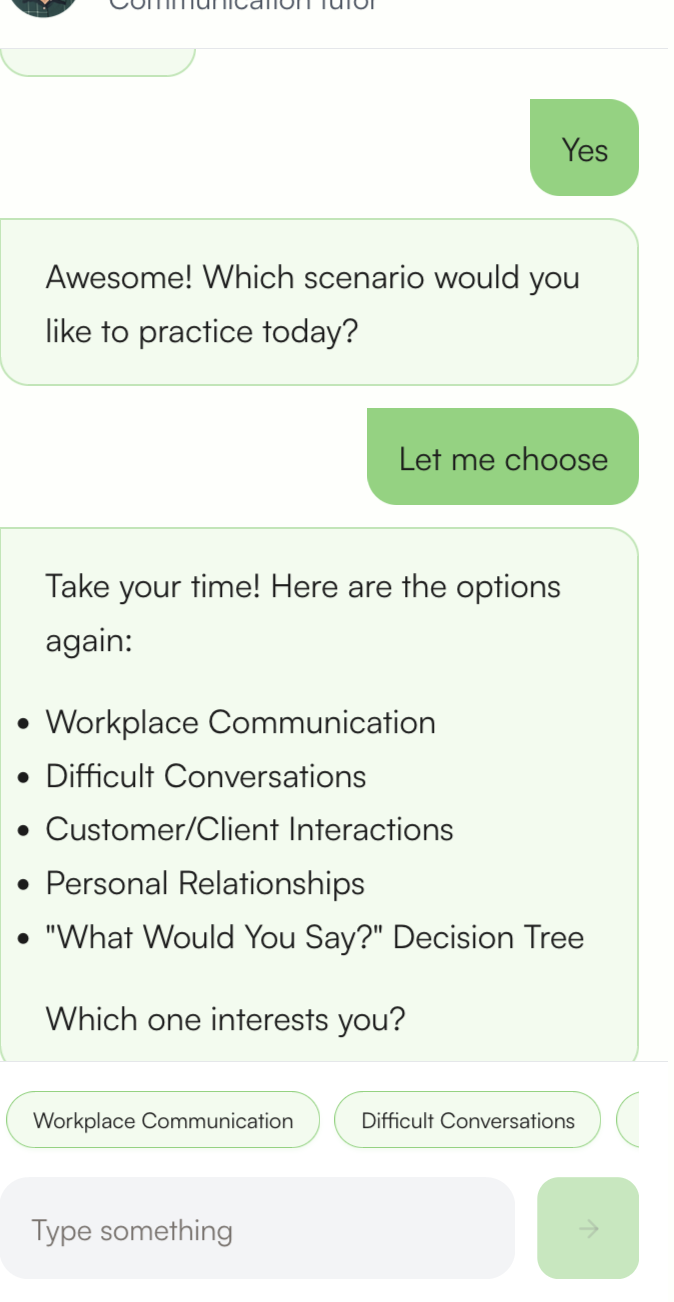 Communication Tutor
Yes
Awesome! Which scenario would you
like to practice today?
Let me choose
Take your time! Here are the options
again:
• Workplace Communication
• Difficult Conversations
• Customer/Client Interactions
• Personal Relationships
• "What Would You Say?" Decision Tree
Which one interests you?
Workplace Communication
Difficult Conversations
Type something